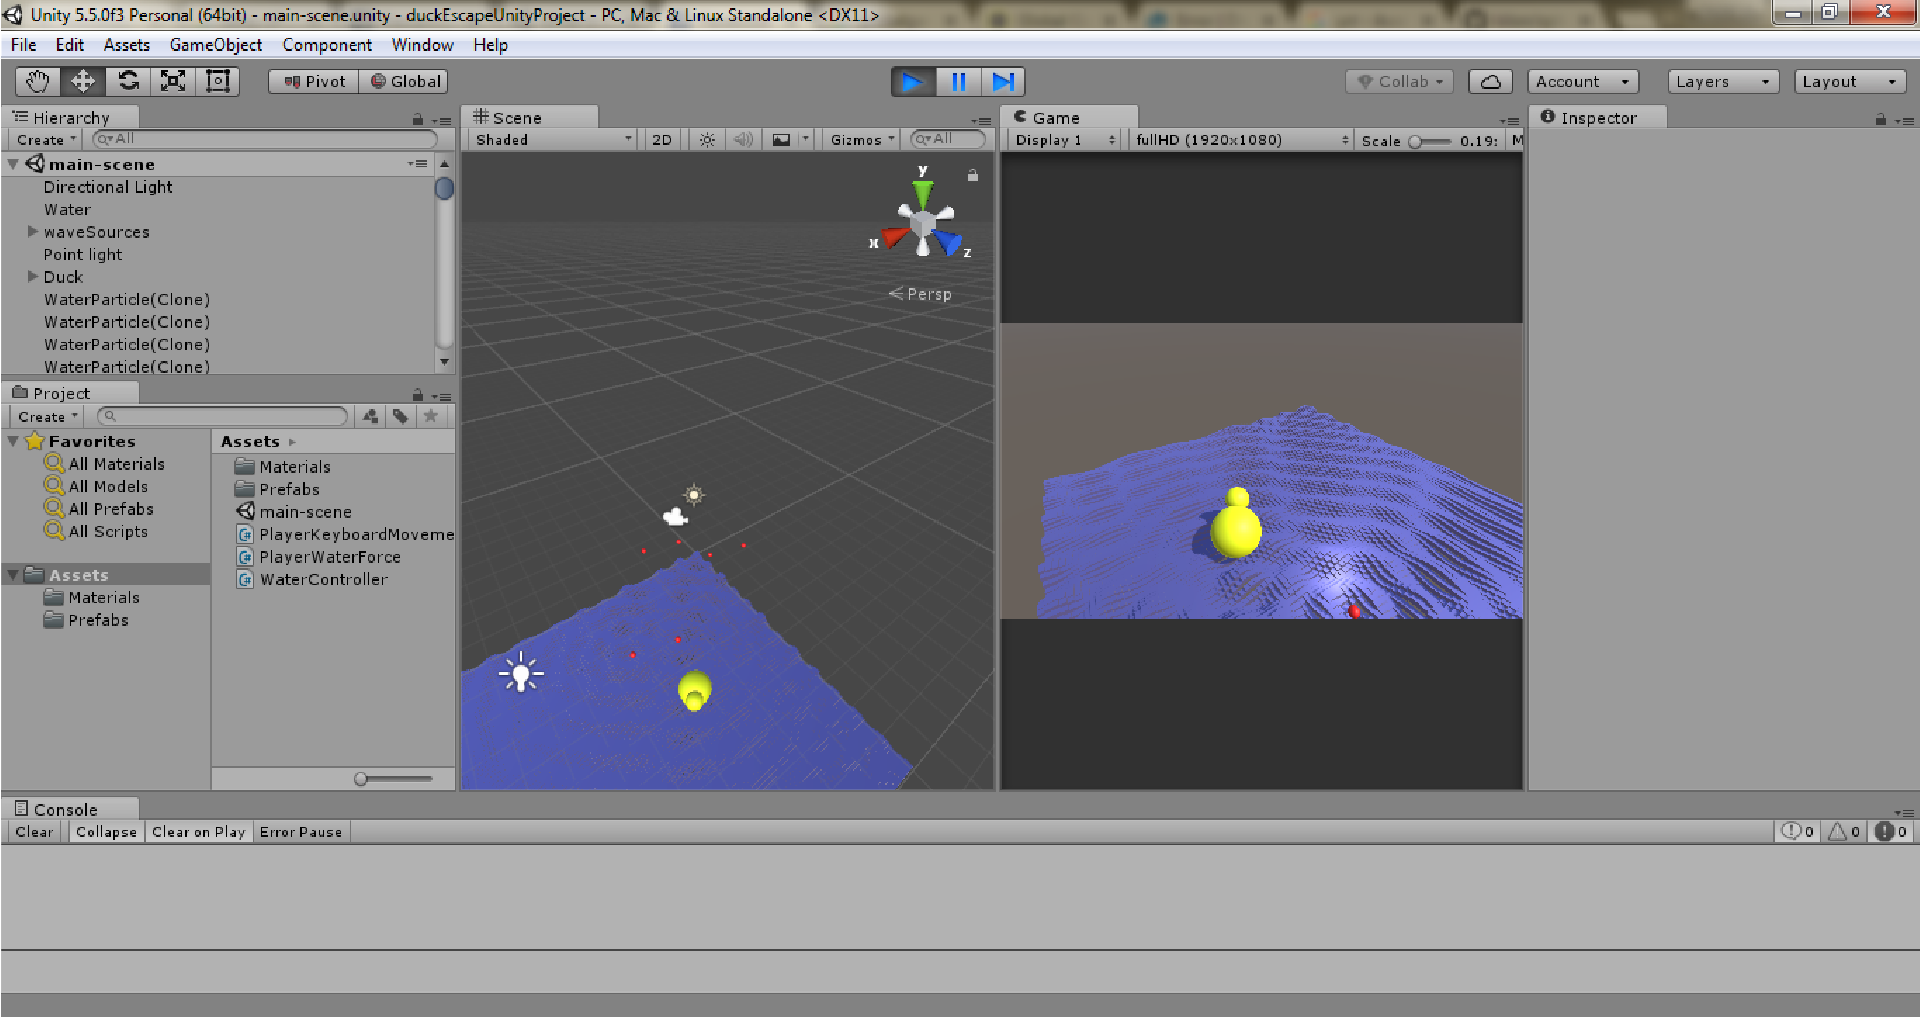 Unity 5.5.0f3 Personal (64bit) - main-scene.unity - duckEscapeUnityProject - PC, Mac & Linux Standalone <DX11>
File Edit Assets GameObject Component Window Help
Pivot Global Collab Account Layers Layout
Hierarchy
Create All
main-scene
Directional Light
Water
waveSources
Point light
Duck
WaterParticle(Clone)
WaterParticle(Clone)
WaterParticle(Clone)
WaterParticle(Clone)
Scene
Shaded 2D Gizmos All
y
x
z
Persp
Game
Display 1 fullHD (1920x1080) Scale 0.19: M
Inspector
Project
Create
Favorites
All Materials
All Models
All Prefabs
All Scripts
Assets
Materials
Prefabs
Assets
Materials
Prefabs
main-scene
PlayerKeyboardMoveme
PlayerWaterForce
WaterController
Console
Clear Collapse Clear on Play Error Pause 0 0 0